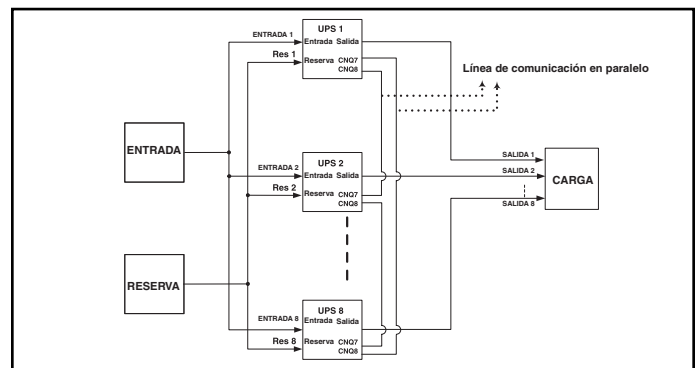 UPS 1
ENTRADA 1
Entrada Salida
Res 1
Reserva CNQ7
CNQ8
Línea de comunicación en paralelo
ENTRADA
UPS 2
ENTRADA 2
Entrada Salida
Res 2
Reserva CNQ7
CNQ8
SALIDA 1
SALIDA 2
SALIDA 8
CARGA
RESERVA
UPS 8
ENTRADA 8
Entrada Salida
Res 8
Reserva CNQ7
CNQ8